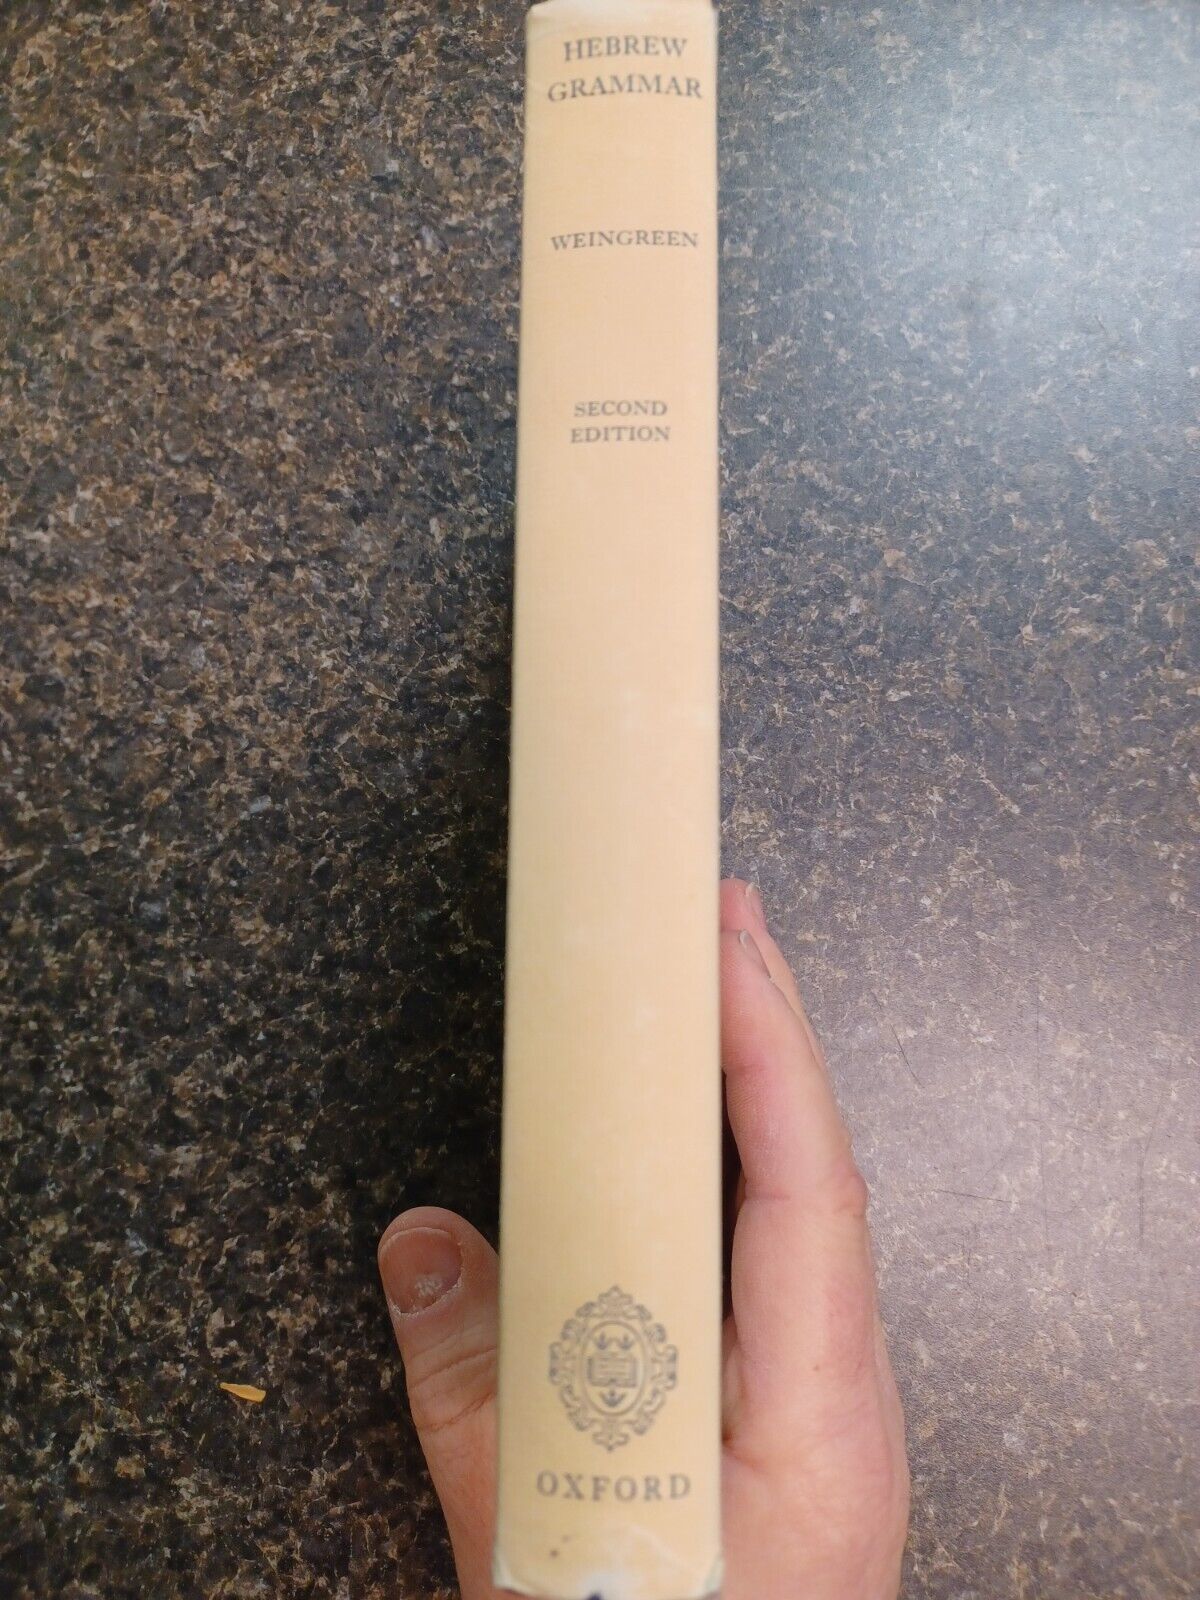 HEBREW
GRAMMAR
WEINGREEN
SECOND
EDITION
OXFORD